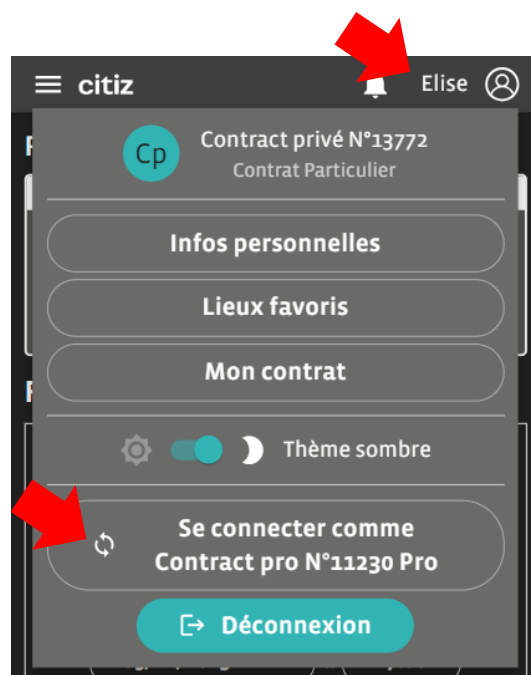 citiz
Elise
Cp
Contract privé N°13772
Contrat Particulier
Infos personnelles
Lieux favoris
Mon contrat
Thème sombre
Se connecter comme
Contract pro N°11230 Pro
Déconnexion